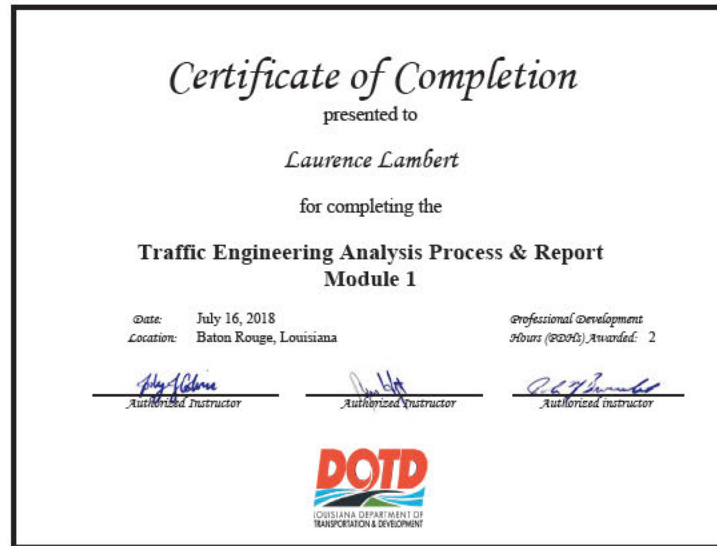 Certificate of Completion
presented to
Laurence Lambert
for completing the
Traffic Engineering Analysis Process & Report
Module 1
Date: July 16, 2018
Location: Baton Rouge, Louisiana
Professional Development
Hours (PDHs) Awarded: 2
Authorized Instructor
Authorized Instructor
Authorized instructor
DOTD
LOUISIANA DEPARTMENT OF
TRANSPORTATION & DEVELOPMENT